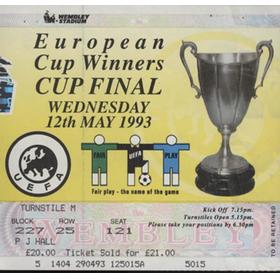 WEMBLEY
STADIUM
European
Cup Winners
CUP FINAL
WEDNESDAY
12th MAY 1993
UEFA
FAIR UEFA PLAY
Fair play - the name of the game
Kick Off 7.15pm.
Turnstiles Open 5.15pm.
Please take your positions by 6.30pm
TURNSTILE M
BLOCK ROW SEAT
227 25 121
P J HALL
WEMBLEY
£20.00 Ticket Sold for £21.00
5 1404 290493 125015A 5015
TO BE RETAINED